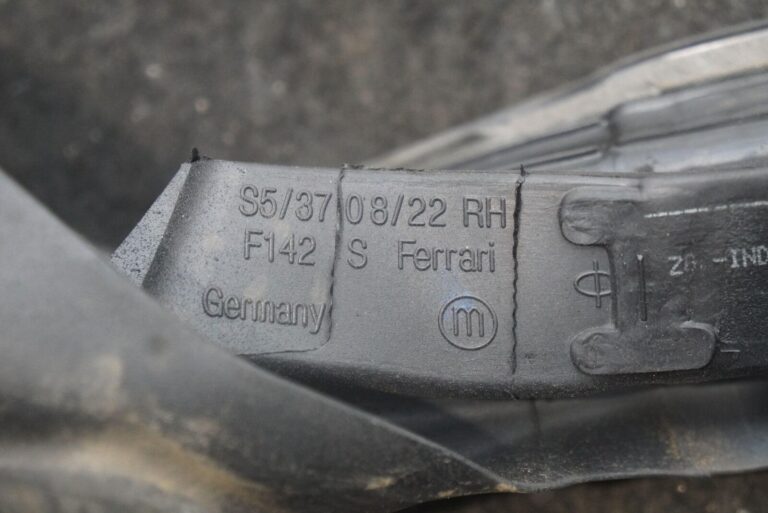 S5/37 08/22 RH
F142 S Ferrari
Germany
m